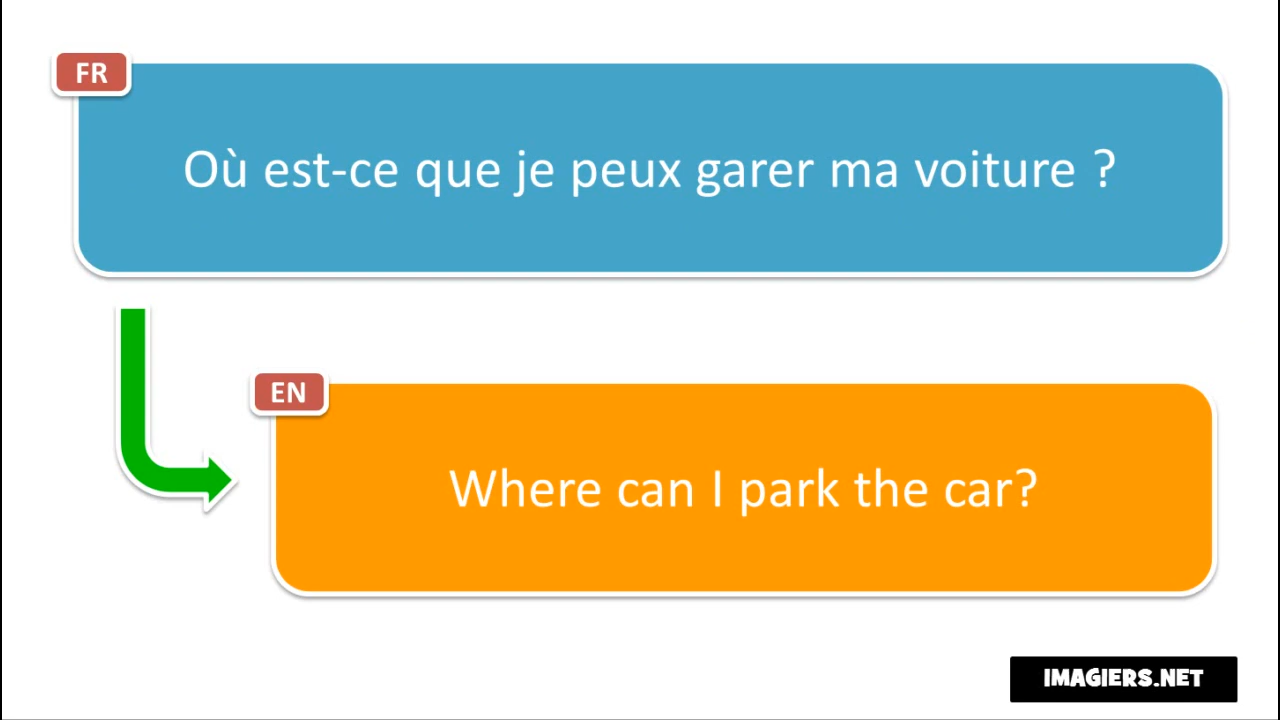 FR
Où est-ce que je peux garer ma voiture ?
EN
Where can I park the car?
IMAGIERS.NET